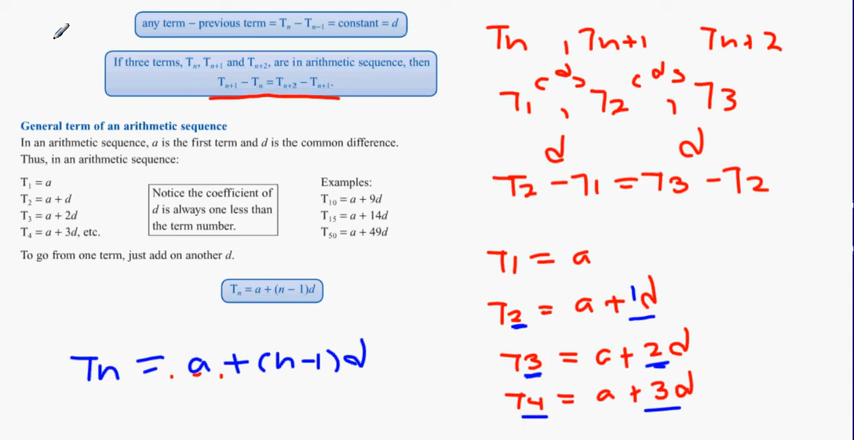 any term – previous term = Tₙ – Tₙ₋₁ = constant = d
If three terms, Tₙ, Tₙ₊₁ and Tₙ₊₂, are in arithmetic sequence, then
Tₙ₊₁ – Tₙ = Tₙ₊₂ – Tₙ₊₁.
General term of an arithmetic sequence
In an arithmetic sequence, a is the first term and d is the common difference.
Thus, in an arithmetic sequence:
T₁ = a
T₂ = a + d
T₃ = a + 2d
T₄ = a + 3d, etc.
Notice the coefficient of
d is always one less than
the term number.
Examples:
T₁₀ = a + 9d
T₁₅ = a + 14d
T₅₀ = a + 49d
To go from one term, just add on another d.
Tₙ = a + (n – 1)d
Tn = a + (n-1)d
Tn , Tn+1 Tn+2
(d) (d)
T1 , T2 , T3
d d
T2 - T1 = T3 - T2
T1 = a
T2 = a + 1d
T3 = a + 2d
T4 = a + 3d